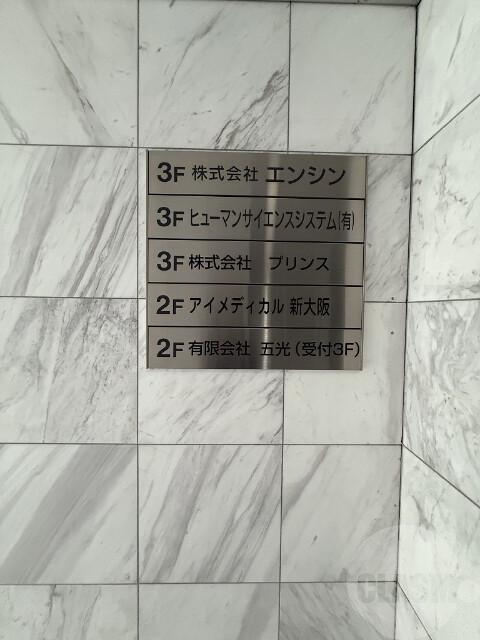 3F 株式会社 エンシン
3F ヒューマンサイエンスシステム(有)
3F 株式会社 プリンス
2F アイメディカル 新大阪
2F 有限会社 五光(受付3F)